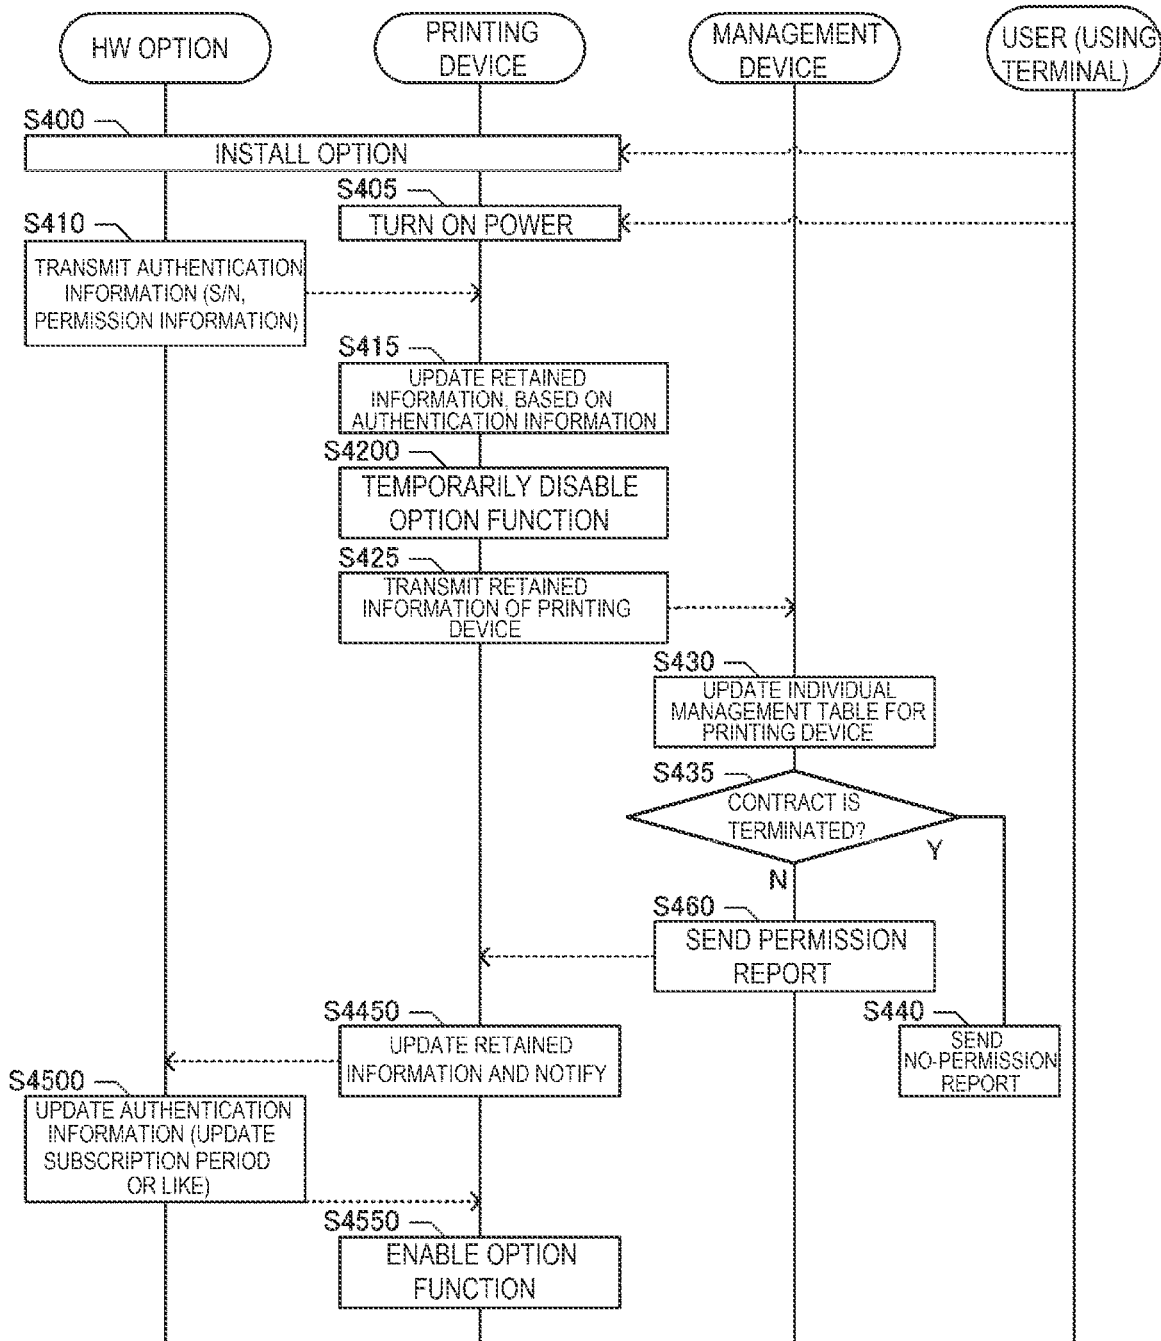 HW OPTION
PRINTING
DEVICE
MANAGEMENT
DEVICE
USER (USING
TERMINAL)
S400
INSTALL OPTION
S405
TURN ON POWER
S410
TRANSMIT AUTHENTICATION
INFORMATION (S/N,
PERMISSION INFORMATION)
S415
UPDATE RETAINED
INFORMATION, BASED ON
AUTHENTICATION INFORMATION
S4200
TEMPORARILY DISABLE
OPTION FUNCTION
S425
TRANSMIT RETAINED
INFORMATION OF PRINTING
DEVICE
S430
UPDATE INDIVIDUAL
MANAGEMENT TABLE FOR
PRINTING DEVICE
S435
CONTRACT IS
TERMINATED?
Y
N
S460
SEND PERMISSION
REPORT
S440
SEND
NO-PERMISSION
REPORT
S4450
UPDATE RETAINED
INFORMATION AND NOTIFY
S4500
UPDATE AUTHENTICATION
INFORMATION (UPDATE
SUBSCRIPTION PERIOD
OR LIKE)
S4550
ENABLE OPTION
FUNCTION